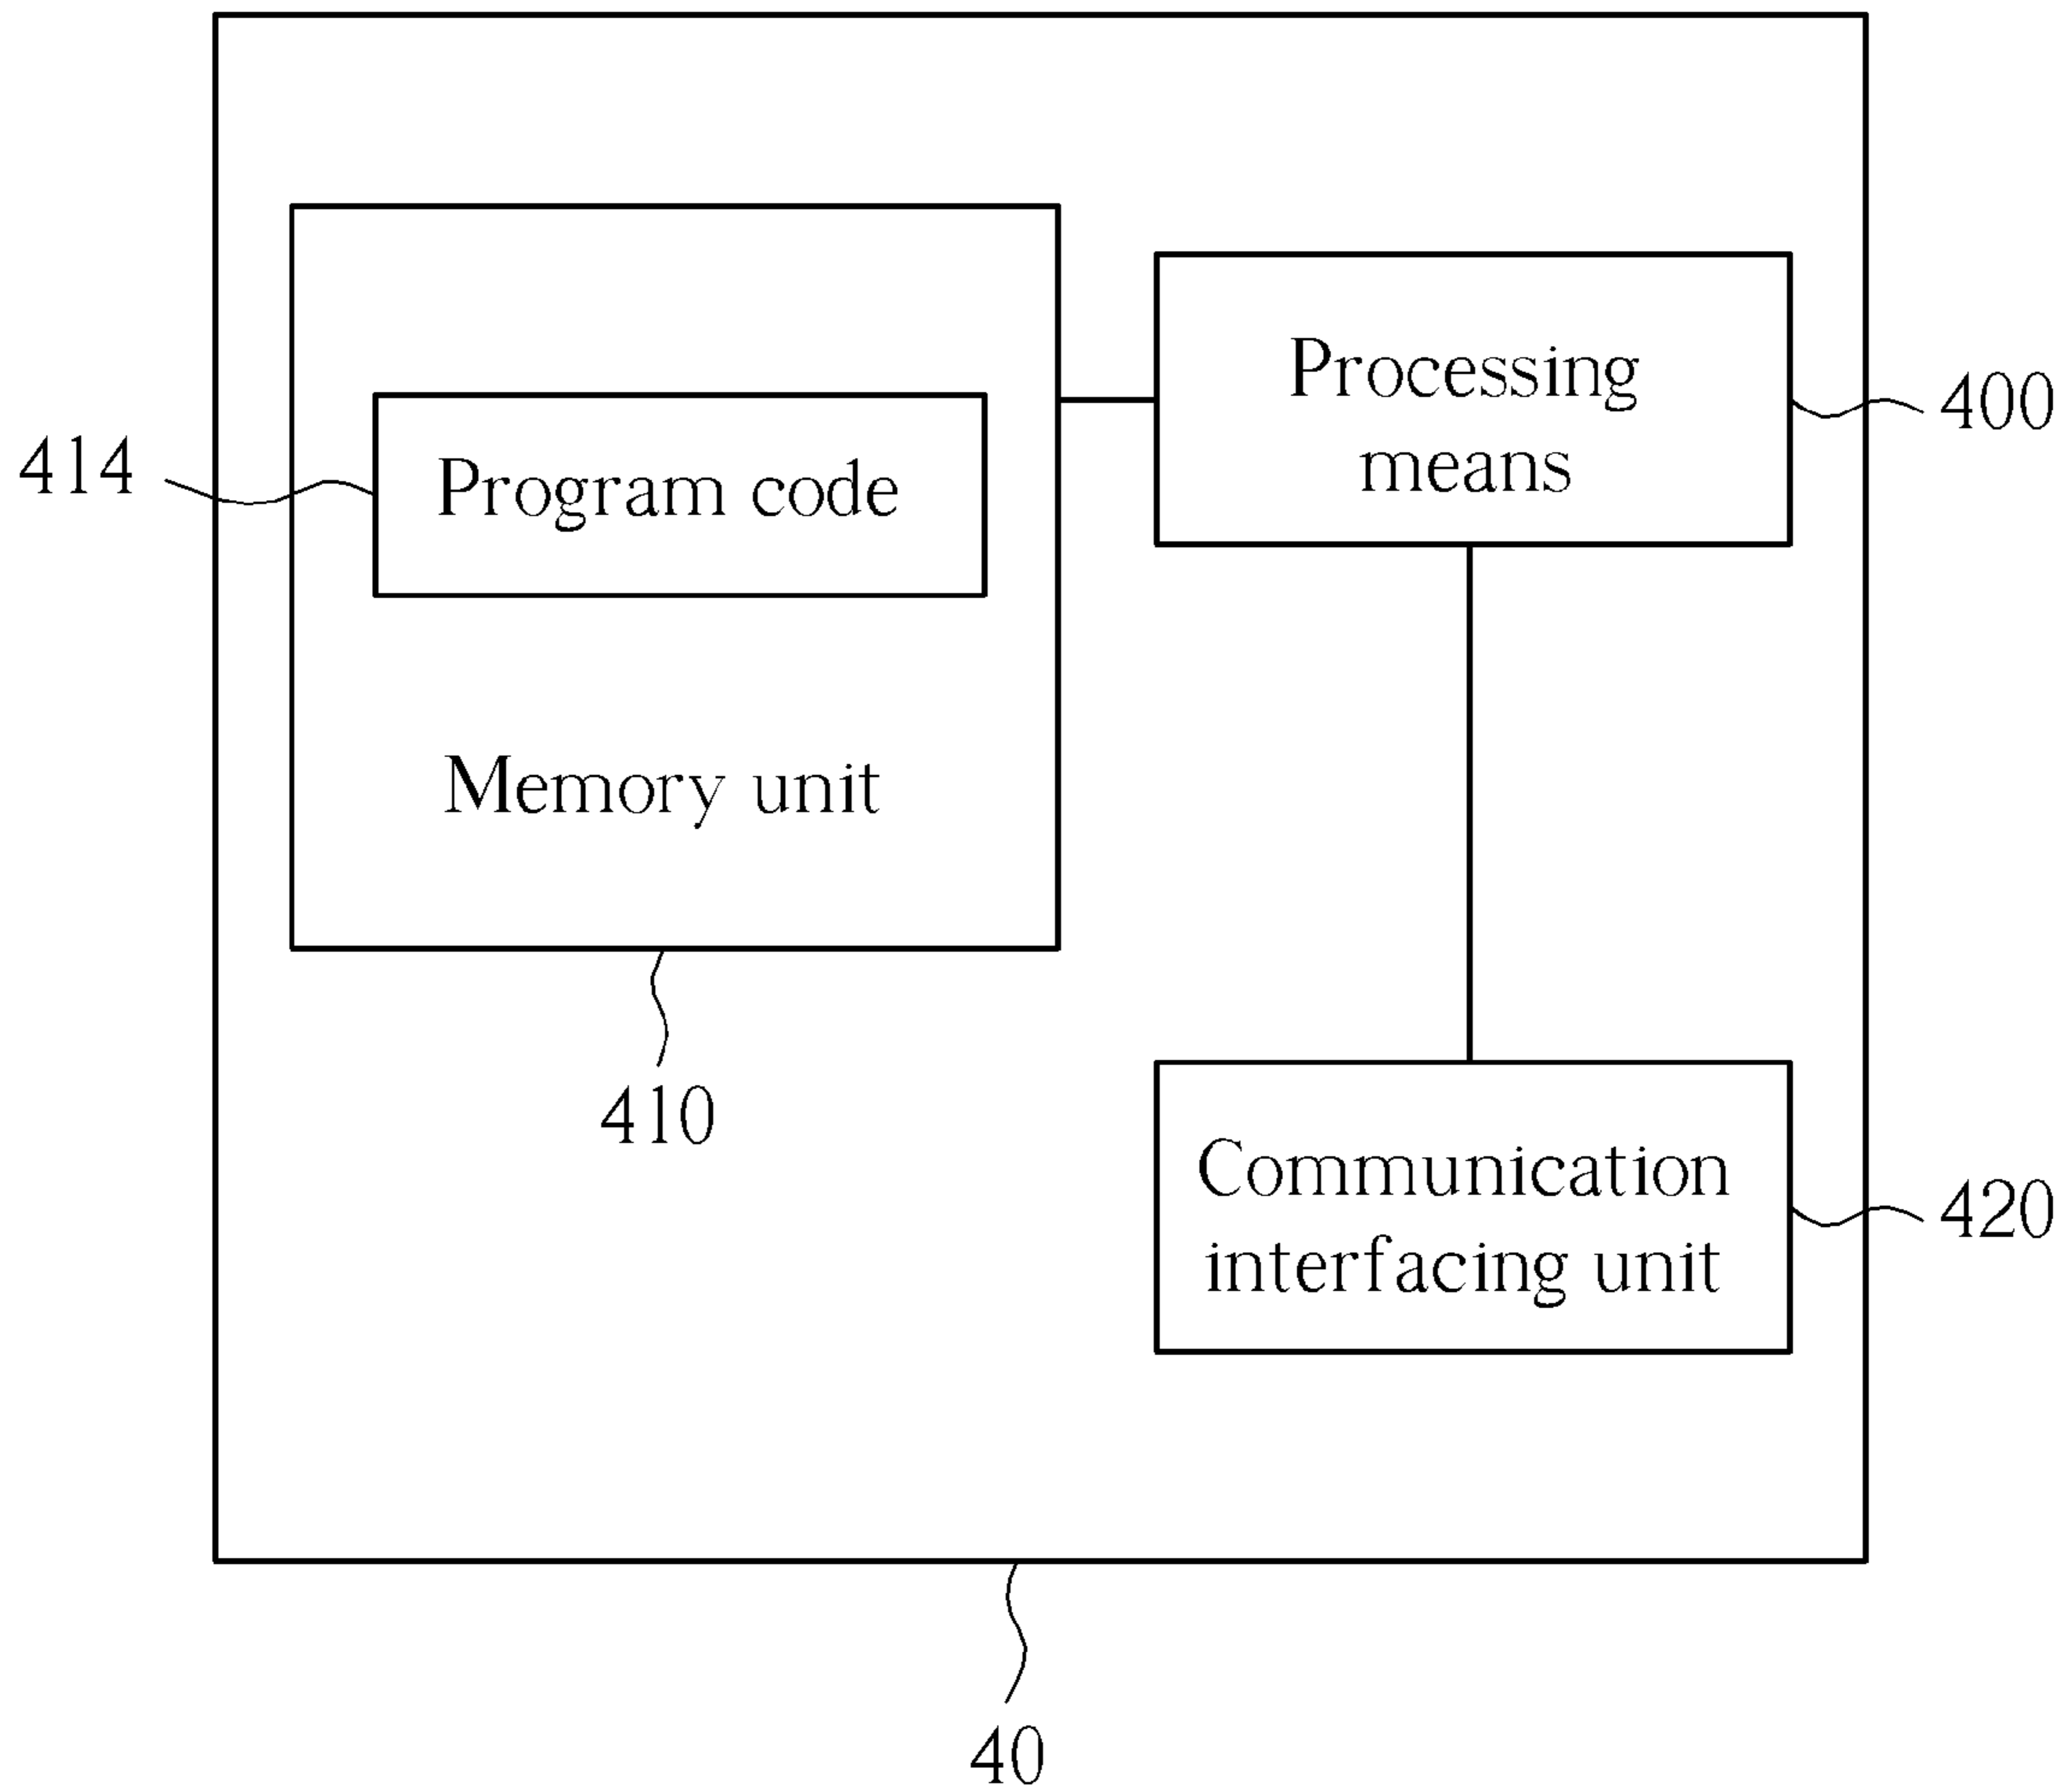 Processing
means
400
414
Program code
Memory unit
410
Communication
interfacing unit
420
40